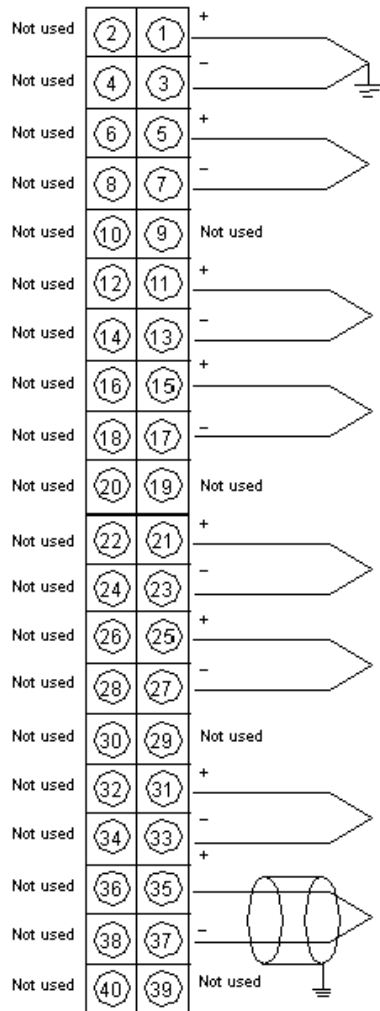 Not used 2 1 +
Not used 4 3 –
Not used 6 5 +
Not used 8 7 –
Not used 10 9 Not used
Not used 12 11 +
Not used 14 13 –
Not used 16 15 +
Not used 18 17 –
Not used 20 19 Not used
Not used 22 21 +
Not used 24 23 –
Not used 26 25 +
Not used 28 27 –
Not used 30 29 Not used
Not used 32 31 +
Not used 34 33 –
Not used 36 35 +
Not used 38 37 –
Not used 40 39 Not used